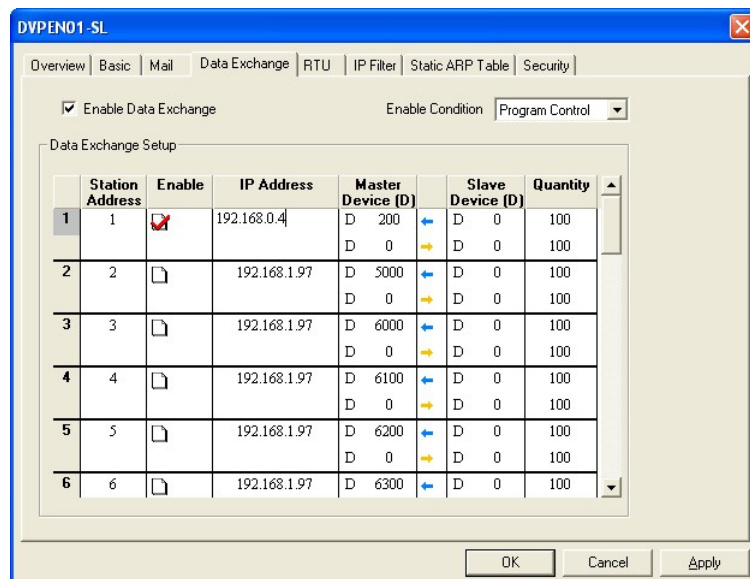 DVPEN01-SL
Overview Basic Mail Data Exchange RTU IP Filter Static ARP Table Security
Enable Data Exchange Enable Condition Program Control
Data Exchange Setup
Station Address Enable IP Address Master Device (D) Slave Device (D) Quantity
1 1 192.168.0.4 D 200 D 0 100
D 0 D 0 100
2 2 192.168.1.97 D 5000 D 0 100
D 0 D 0 100
3 3 192.168.1.97 D 6000 D 0 100
D 0 D 0 100
4 4 192.168.1.97 D 6100 D 0 100
D 0 D 0 100
5 5 192.168.1.97 D 6200 D 0 100
D 0 D 0 100
6 6 192.168.1.97 D 6300 D 0 100
OK Cancel Apply